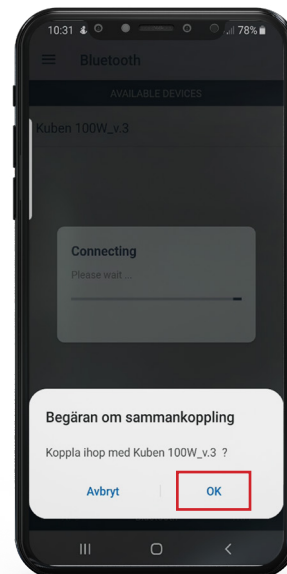 10:31 78%
Bluetooth
AVAILABLE DEVICES
Kuben 100W_v.3
Connecting
Please wait ...
Begäran om sammankoppling
Koppla ihop med Kuben 100W_v.3 ?
Avbryt OK